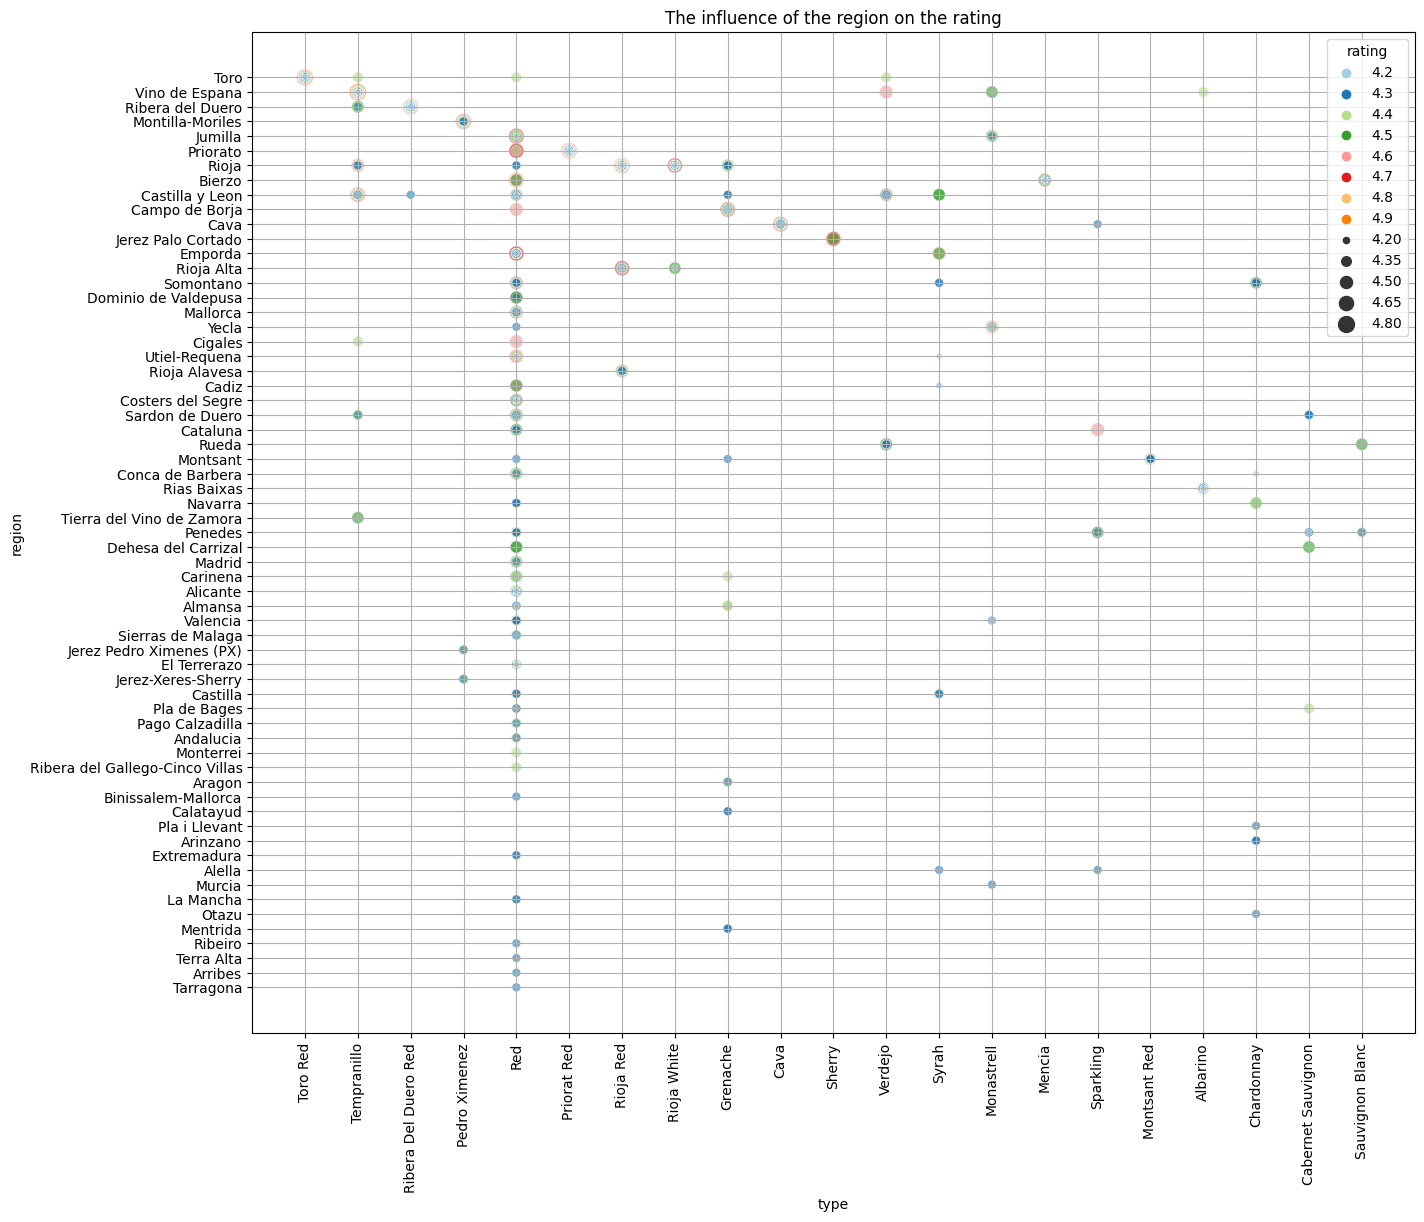 The influence of the region on the rating
rating
4.2
4.3
4.4
4.5
4.6
4.7
4.8
4.9
4.20
4.35
4.50
4.65
4.80
region
Toro
Vino de Espana
Ribera del Duero
Montilla-Moriles
Jumilla
Priorato
Rioja
Bierzo
Castilla y Leon
Campo de Borja
Cava
Jerez Palo Cortado
Emporda
Rioja Alta
Somontano
Dominio de Valdepusa
Mallorca
Yecla
Cigales
Utiel-Requena
Rioja Alavesa
Cadiz
Costers del Segre
Sardon de Duero
Cataluna
Rueda
Montsant
Conca de Barbera
Rias Baixas
Navarra
Tierra del Vino de Zamora
Penedes
Dehesa del Carrizal
Madrid
Carinena
Alicante
Almansa
Valencia
Sierras de Malaga
Jerez Pedro Ximenes (PX)
El Terrerazo
Jerez-Xeres-Sherry
Castilla
Pla de Bages
Pago Calzadilla
Andalucia
Monterrei
Ribera del Gallego-Cinco Villas
Aragon
Binissalem-Mallorca
Calatayud
Pla i Llevant
Arinzano
Extremadura
Alella
Murcia
La Mancha
Otazu
Mentrida
Ribeiro
Terra Alta
Arribes
Tarragona
Toro Red
Tempranillo
Ribera Del Duero Red
Pedro Ximenez
Red
Priorat Red
Rioja Red
Rioja White
Grenache
Cava
Sherry
Verdejo
Syrah
Monastrell
Mencia
Sparkling
Montsant Red
Albarino
Chardonnay
Cabernet Sauvignon
Sauvignon Blanc
type